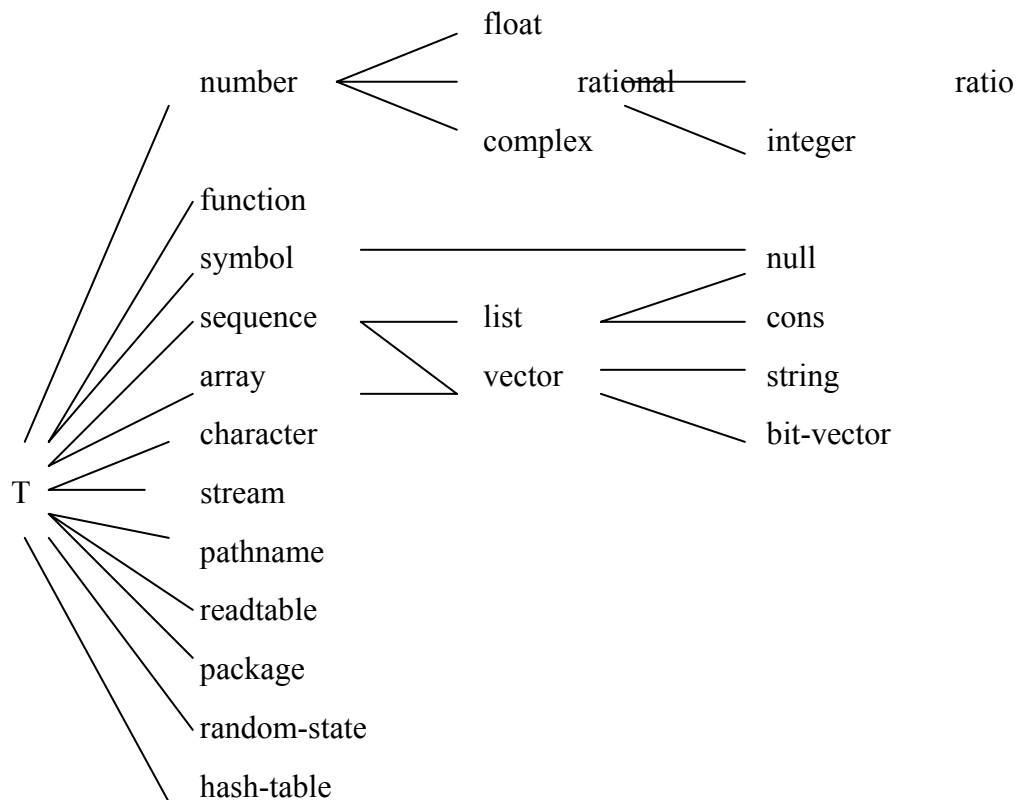 float
number rational ratio
complex integer
function
symbol null
sequence list cons
array vector string
character bit-vector
T stream
pathname
readtable
package
random-state
hash-table